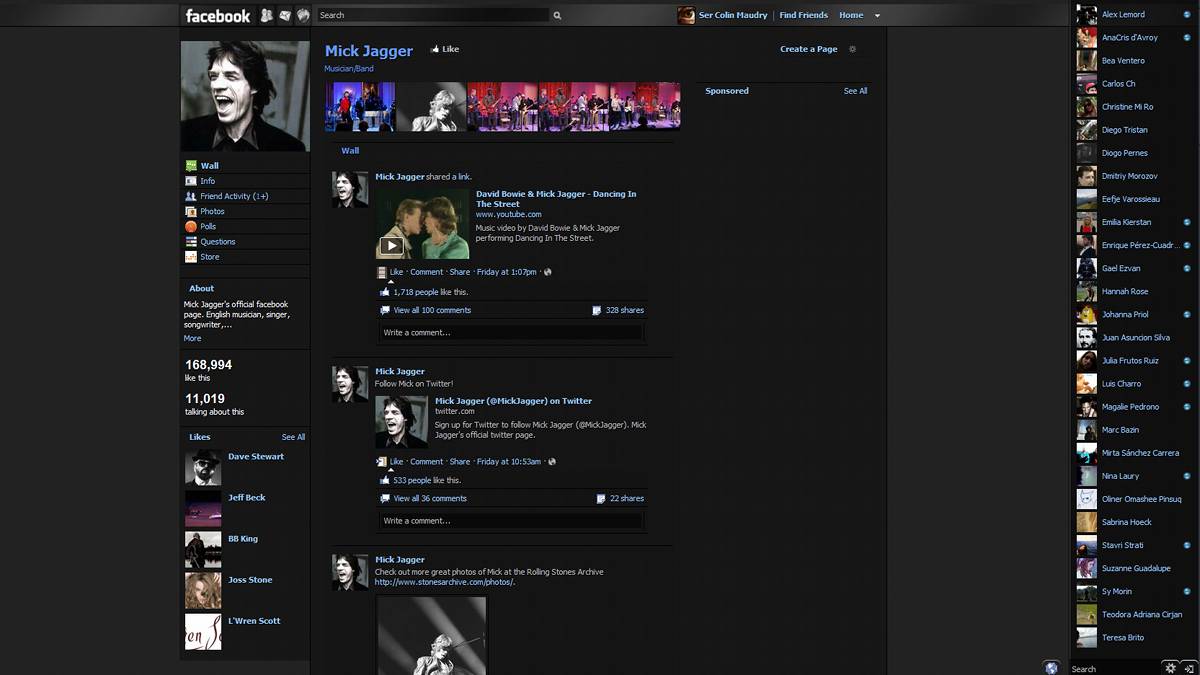 facebook
Search
Ser Colin Maudry
Find Friends
Home
Mick Jagger
Like
Musician/Band
Create a Page
Sponsored
See All
Wall
Info
Friend Activity (1+)
Photos
Polls
Questions
Store
About
Mick Jagger's official facebook
page. English musician, singer,
songwriter,...
More
168,994
like this
11,019
talking about this
Likes
See All
Dave Stewart
Jeff Beck
BB King
Joss Stone
L'Wren Scott
Wall
Mick Jagger shared a link.
David Bowie & Mick Jagger - Dancing In
The Street
www.youtube.com
Music video by David Bowie & Mick Jagger
performing Dancing In The Street.
Like · Comment · Share · Friday at 1:07pm ·
1,718 people like this.
View all 100 comments
328 shares
Write a comment...
Mick Jagger
Follow Mick on Twitter!
Mick Jagger (@MickJagger) on Twitter
twitter.com
Sign up for Twitter to follow Mick Jagger (@MickJagger). Mick
Jagger's official twitter page.
Like · Comment · Share · Friday at 10:53am ·
533 people like this.
View all 36 comments
22 shares
Write a comment...
Mick Jagger
Check out more great photos of Mick at the Rolling Stones Archive
http://www.stonesarchive.com/photos/.
Alex Lemord
AnaCris d'Avroy
Bea Ventero
Carlos Ch
Christine Mi Ro
Diego Tristan
Diogo Pernes
Dmitriy Morozov
Eefje Varossieau
Emilia Kierstan
Enrique Pérez-Cuadr...
Gael Ezvan
Hannah Rose
Johanna Priol
Juan Asuncion Silva
Julia Frutos Ruiz
Luis Charro
Magalie Pedrono
Marc Bazin
Mirta Sánchez Carrera
Nina Laury
Oliner Omashee Pinsuq
Sabrina Hoeck
Stavri Strati
Suzanne Guadalupe
Sy Morin
Teodora Adriana Cirjan
Teresa Brito
Search